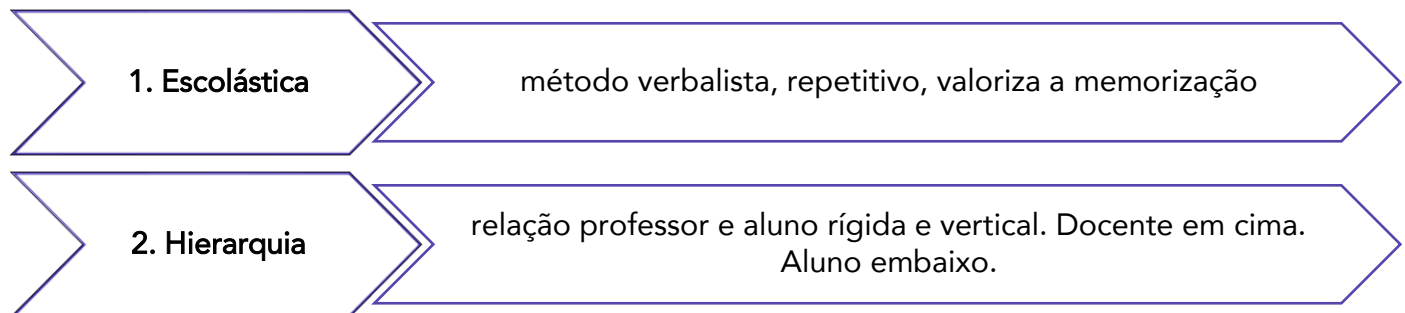 1. Escolástica
método verbalista, repetitivo, valoriza a memorização
2. Hierarquia
relação professor e aluno rígida e vertical. Docente em cima.
Aluno embaixo.